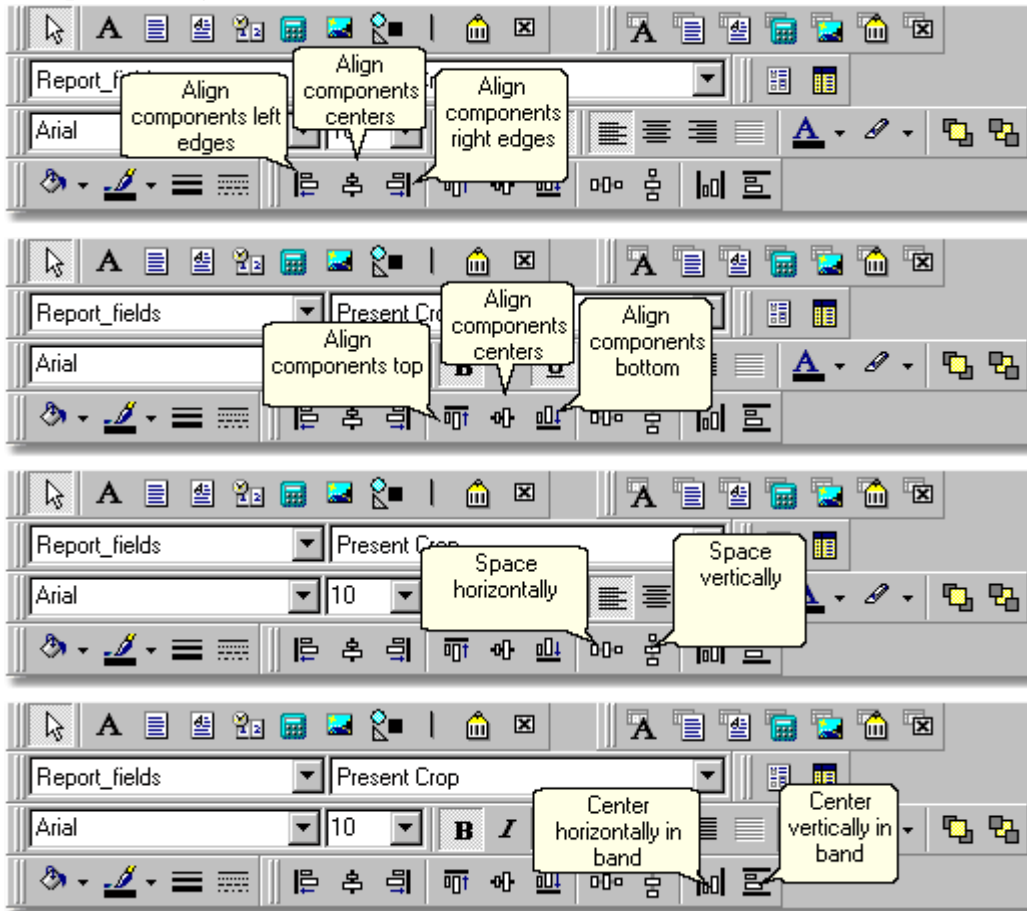 Report_fi
Align
components left
edges
Align
components
centers
Align
components
right edges
Arial
Report_fields
Present Cro
Align
components top
Align
components
centers
Align
components
bottom
Arial
B
Report_fields
Present Crop
Space
horizontally
Space
vertically
Arial
10
Report_fields
Present Crop
Center
horizontally in
band
Center
vertically in
band
Arial
10
B I